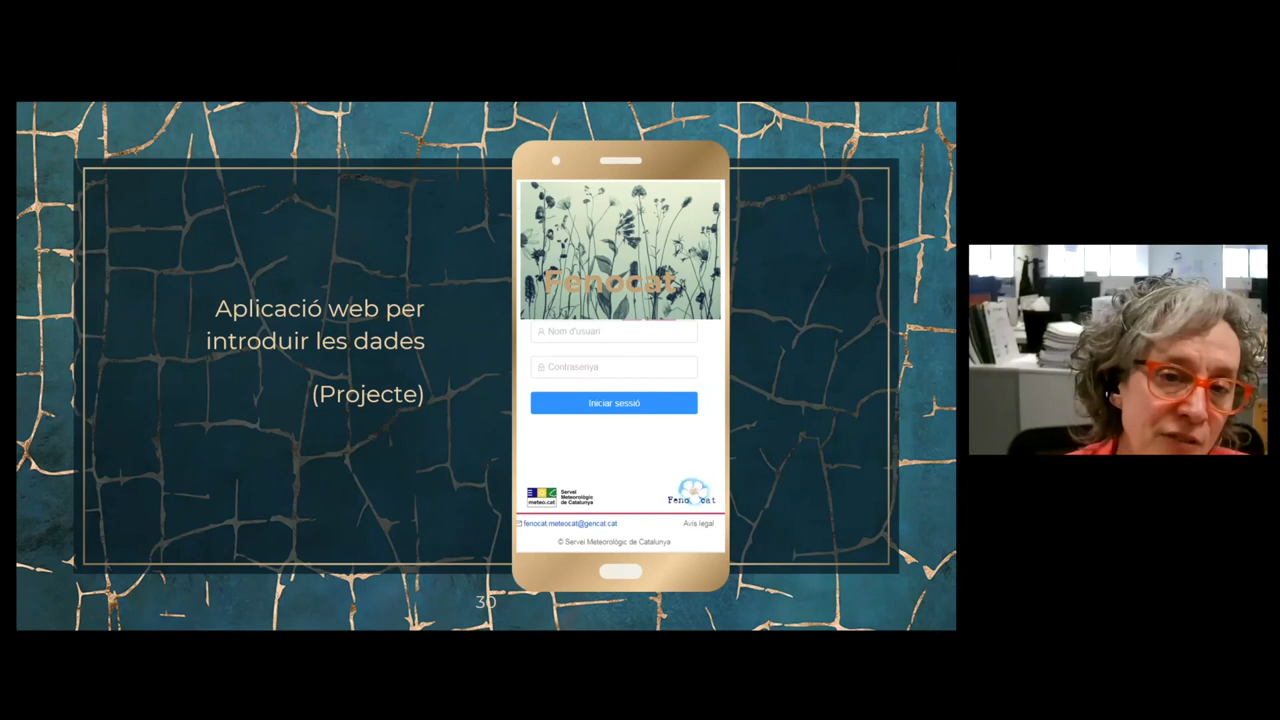 Aplicació web per
introduir les dades
(Projecte)
Fenocat
Nom d'usuari
Contrasenya
Iniciar sessió
meteo.cat
Servei
Meteorològic
de Catalunya
Fenocat
fenocat.meteocat@gencat.cat
Avís legal
© Servei Meteorològic de Catalunya
30